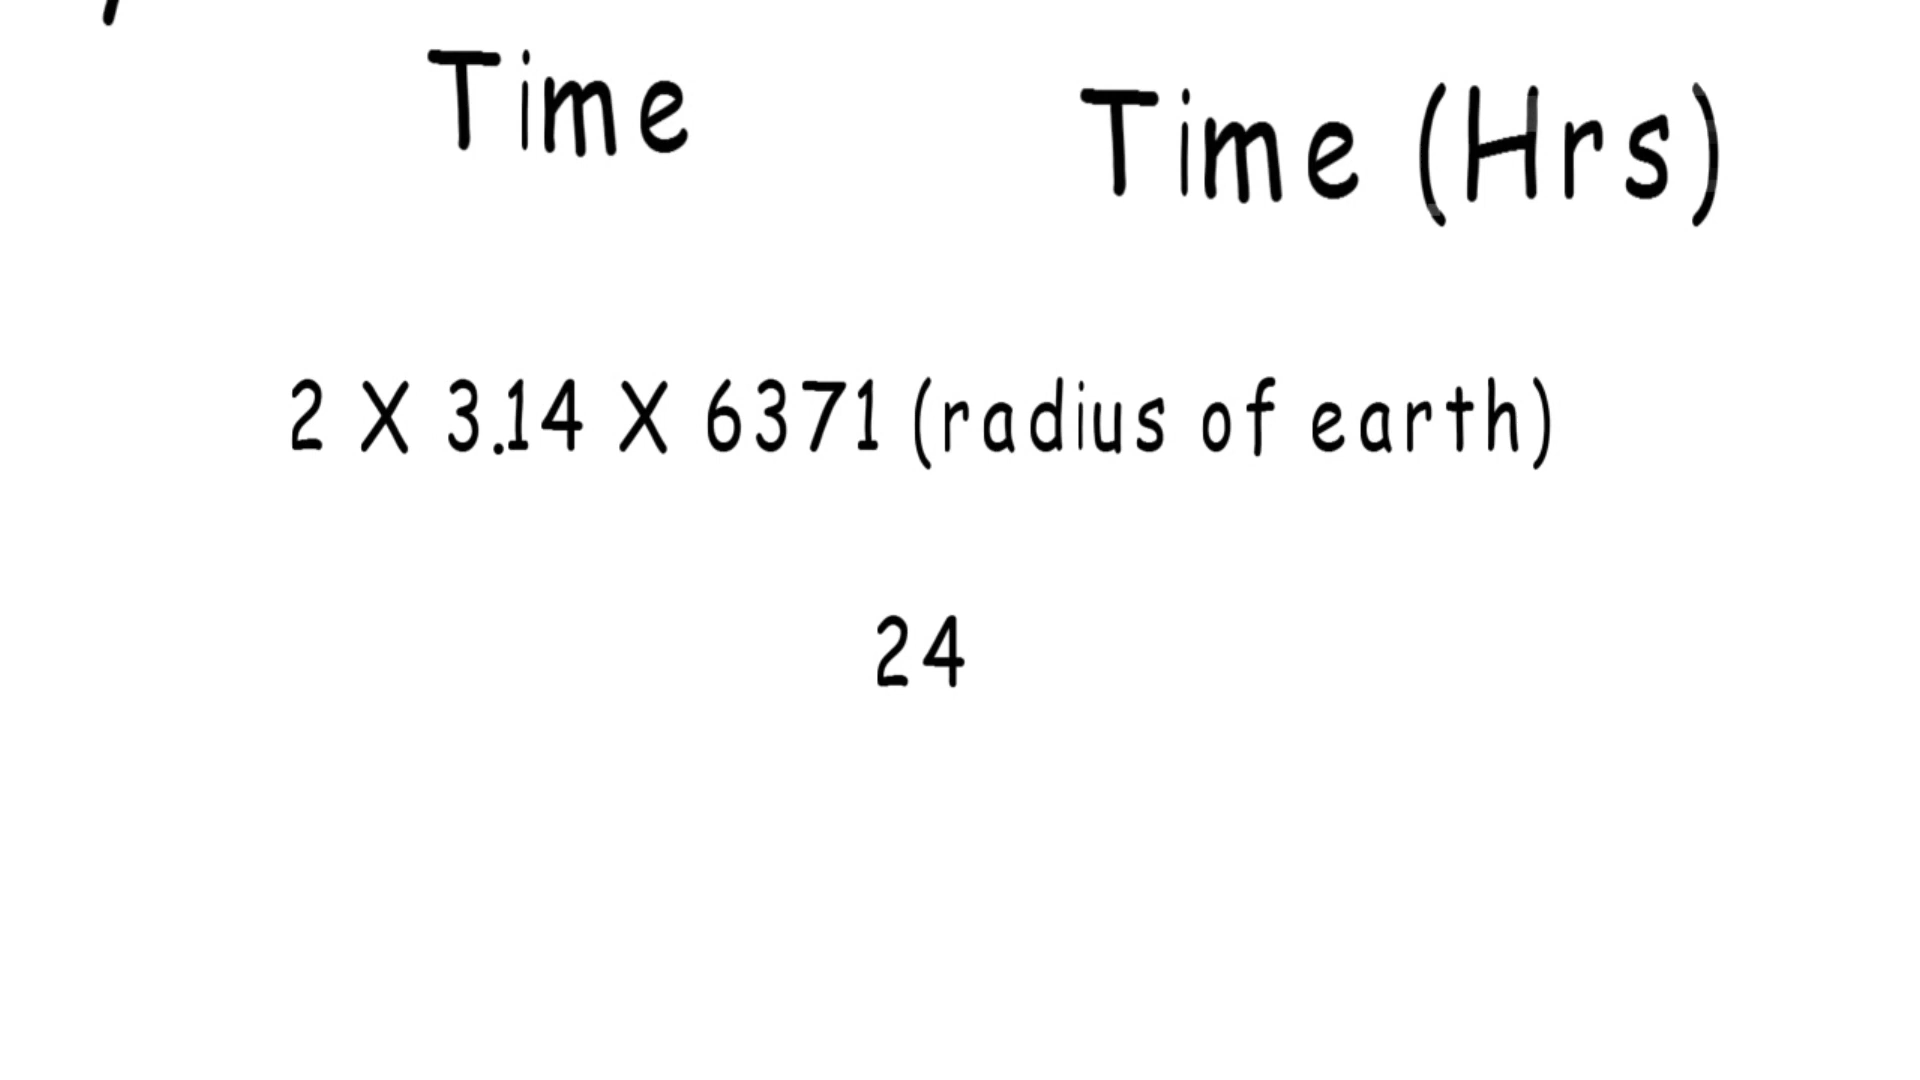 Time
Time (Hrs)
2 X 3.14 X 6371 (radius of earth)
24